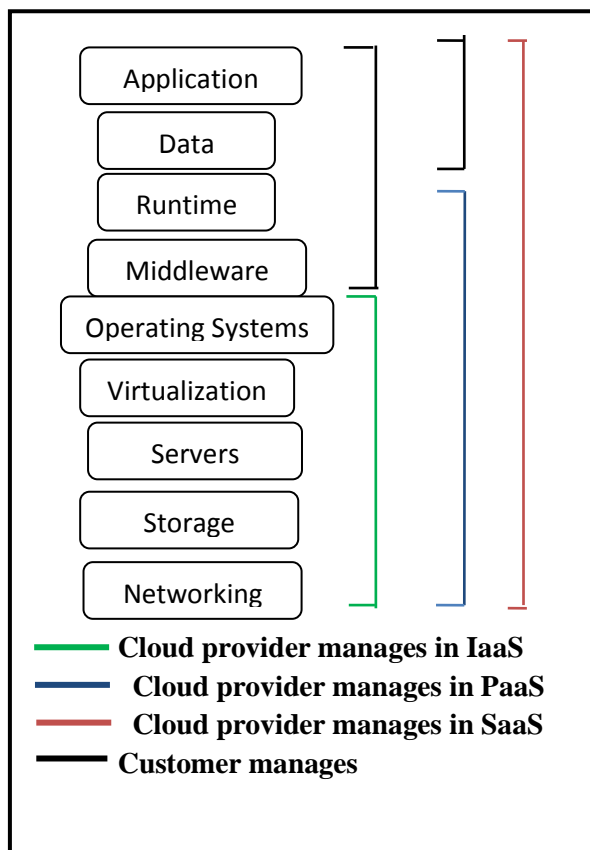 Application
Data
Runtime
Middleware
Operating Systems
Virtualization
Servers
Storage
Networking
Cloud provider manages in IaaS
Cloud provider manages in PaaS
Cloud provider manages in SaaS
Customer manages